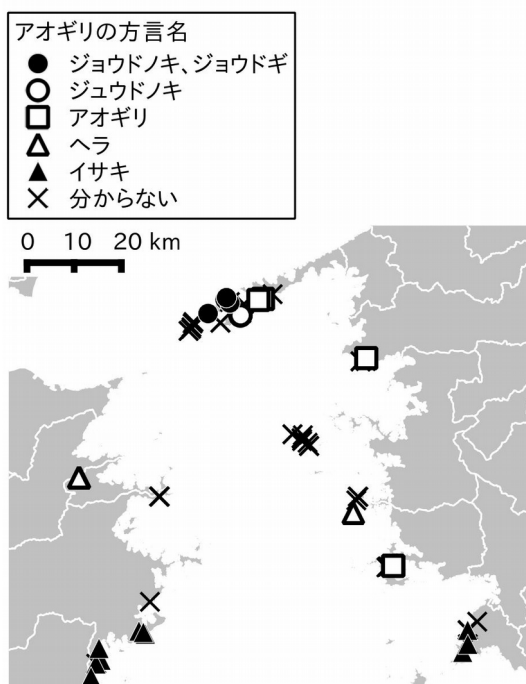 アオギリの方言名
ジョウドノキ、ジョウドギ
ジュウドノキ
アオギリ
ヘラ
イサキ
分からない
0 10 20 km